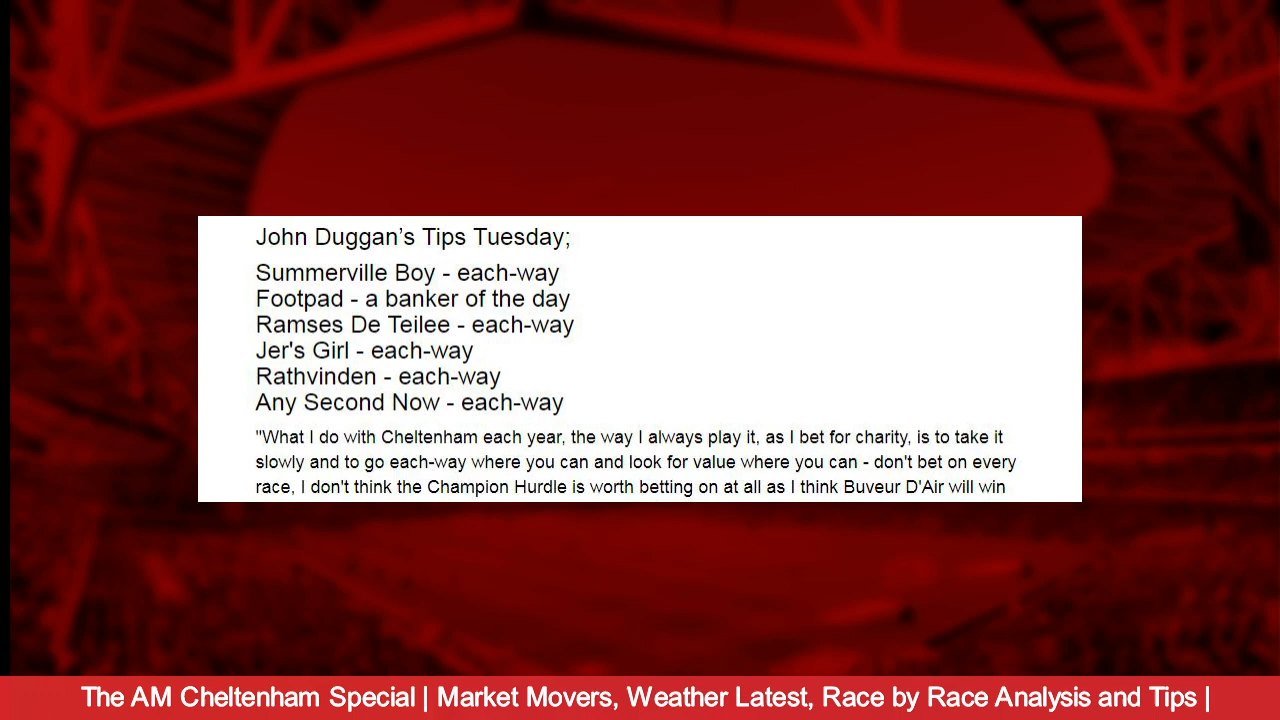 John Duggan’s Tips Tuesday;
Summerville Boy - each-way
Footpad - a banker of the day
Ramses De Teilee - each-way
Jer's Girl - each-way
Rathvinden - each-way
Any Second Now - each-way
"What I do with Cheltenham each year, the way I always play it, as I bet for charity, is to take it
slowly and to go each-way where you can and look for value where you can - don't bet on every
race, I don't think the Champion Hurdle is worth betting on at all as I think Buveur D'Air will win
The AM Cheltenham Special | Market Movers, Weather Latest, Race by Race Analysis and Tips |